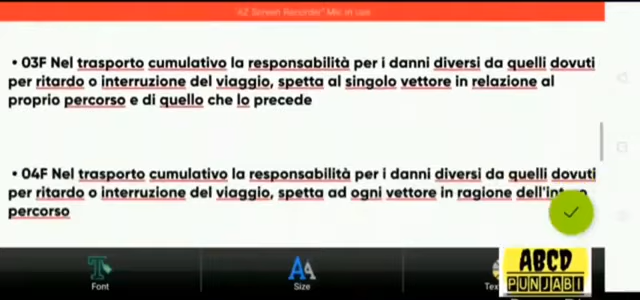 "AZ Screen Recorder" Mic in use
• 03F Nel trasporto cumulativo la responsabilità per i danni diversi da quelli dovuti
per ritardo o interruzione del viaggio, spetta al singolo vettore in relazione al
proprio percorso e di quello che lo precede
• 04F Nel trasporto cumulativo la responsabilità per i danni diversi da quelli dovuti
per ritardo o interruzione del viaggio, spetta ad ogni vettore in ragione
percorso
Font
Size
ABCD
PUNJABI